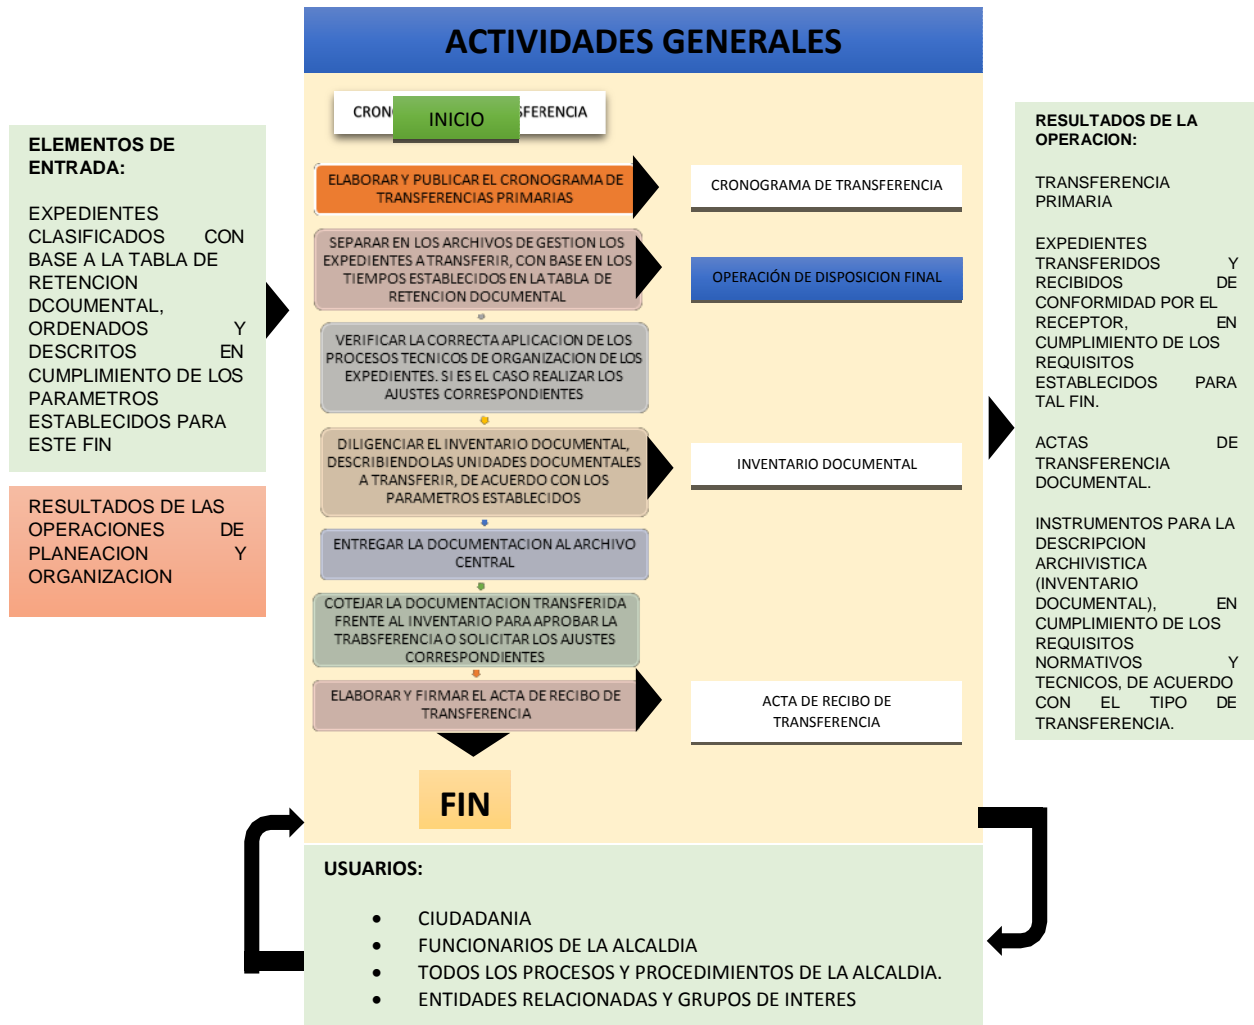 ACTIVIDADES GENERALES
ELEMENTOS DE
ENTRADA:
EXPEDIENTES
CLASIFICADOS CON
BASE A LA TABLA DE
RETENCION
DCOUMENTAL,
ORDENADOS Y
DESCRITOS EN
CUMPLIMIENTO DE LOS
PARAMETROS
ESTABLECIDOS PARA
ESTE FIN
RESULTADOS DE LAS
OPERACIONES DE
PLANEACION Y
ORGANIZACION
INICIO
ELABORAR Y PUBLICAR EL CRONOGRAMA DE
TRANSFERENCIAS PRIMARIAS
CRONOGRAMA DE TRANSFERENCIA
SEPARAR EN LOS ARCHIVOS DE GESTION LOS
EXPEDIENTES A TRANSFERIR, CON BASE EN LOS
TIEMPOS ESTABLECIDOS EN LA TABLA DE
RETENCION DOCUMENTAL
OPERACIÓN DE DISPOSICION FINAL
VERIFICAR LA CORRECTA APLICACION DE LOS
PROCESOS TECNICOS DE ORGANIZACION DE LOS
EXPEDIENTES. SI ES EL CASO REALIZAR LOS
AJUSTES CORRESPONDIENTES
DILIGENCIAR EL INVENTARIO DOCUMENTAL,
DESCRIBIENDO LAS UNIDADES DOCUMENTALES
A TRANSFERIR, DE ACUERDO CON LOS
PARAMETROS ESTABLECIDOS
INVENTARIO DOCUMENTAL
ENTREGAR LA DOCUMENTACION AL ARCHIVO
CENTRAL
COTEJAR LA DOCUMENTACION TRANSFERIDA
FRENTE AL INVENTARIO PARA APROBAR LA
TRABSFERENCIA O SOLICITAR LOS AJUSTES
CORRESPONDIENTES
ELABORAR Y FIRMAR EL ACTA DE RECIBO DE
TRANSFERENCIA
ACTA DE RECIBO DE
TRANSFERENCIA
FIN
RESULTADOS DE LA
OPERACION:
TRANSFERENCIA
PRIMARIA
EXPEDIENTES
TRANSFERIDOS Y
RECIBIDOS DE
CONFORMIDAD POR EL
RECEPTOR, EN
CUMPLIMIENTO DE LOS
REQUISITOS
ESTABLECIDOS PARA
TAL FIN.
ACTAS DE
TRANSFERENCIA
DOCUMENTAL.
INSTRUMENTOS PARA LA
DESCRIPCION
ARCHIVISTICA
(INVENTARIO
DOCUMENTAL), EN
CUMPLIMIENTO DE LOS
REQUISITOS
NORMATIVOS Y
TECNICOS, DE ACUERDO
CON EL TIPO DE
TRANSFERENCIA.
USUARIOS:
• CIUDADANIA
• FUNCIONARIOS DE LA ALCALDIA
• TODOS LOS PROCESOS Y PROCEDIMIENTOS DE LA ALCALDIA.
• ENTIDADES RELACIONADAS Y GRUPOS DE INTERES